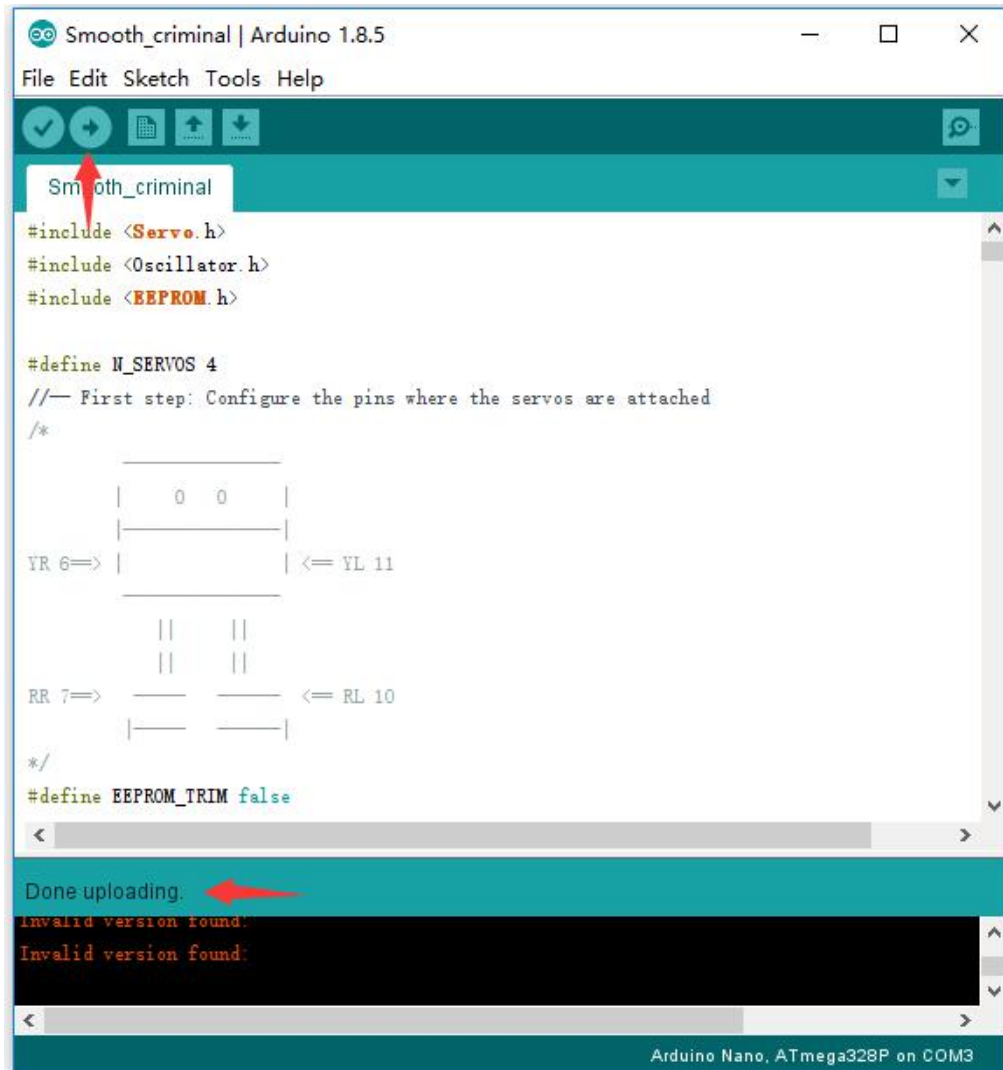 Smooth_criminal | Arduino 1.8.5
File Edit Sketch Tools Help
Smooth_criminal
#include <Servo.h>
#include <Oscillator.h>
#include <EEPROM.h>
#define N_SERVOS 4
//-- First step: Configure the pins where the servos are attached
/*
| O O |
|---------------|
YR 6==> | | <== YL 11
|| ||
|| ||
RR 7==> ----- ------ <== RL 10
|----- ------|
*/
#define EEPROM_TRIM false
Done uploading.
Invalid version found:
Invalid version found:
Arduino Nano, ATmega328P on COM3